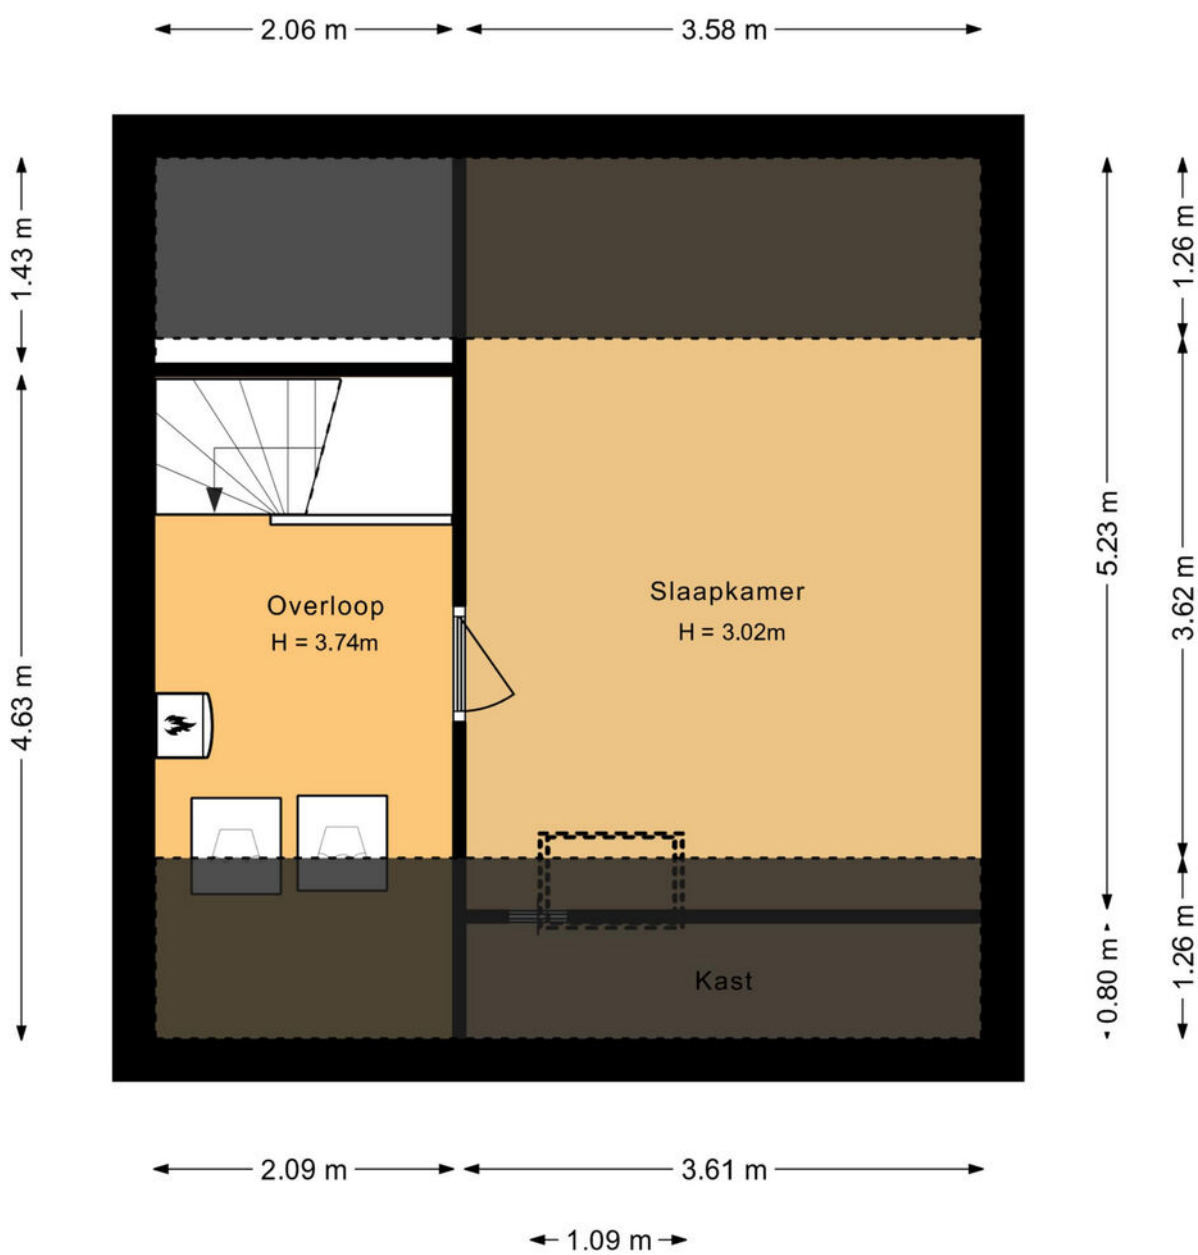 2.06 m
3.58 m
1.43 m
4.63 m
5.23 m
0.80 m
1.26 m
3.62 m
1.26 m
Overloop
H = 3.74m
Slaapkamer
H = 3.02m
Kast
2.09 m
3.61 m
1.09 m